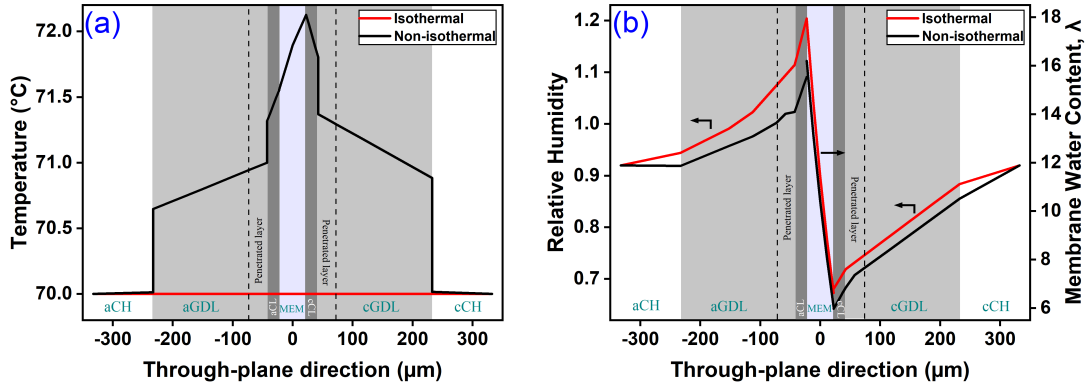 (a)
Isothermal
Non-isothermal
72.0
71.5
71.0
70.5
70.0
Temperature (°C)
Penetrated layer
Penetrated layer
aCH
aGDL
aCL
MEM
cCL
cGDL
cCH
-300
-200
-100
0
100
200
300
Through-plane direction (µm)
(b)
Isothermal
Non-isothermal
1.2
1.1
1.0
0.9
0.8
0.7
Relative Humidity
18
16
14
12
10
8
6
Membrane Water Content, λ
Penetrated layer
Penetrated layer
aCH
aGDL
aCL
MEM
cCL
cGDL
cCH
-300
-200
-100
0
100
200
300
Through-plane direction (µm)